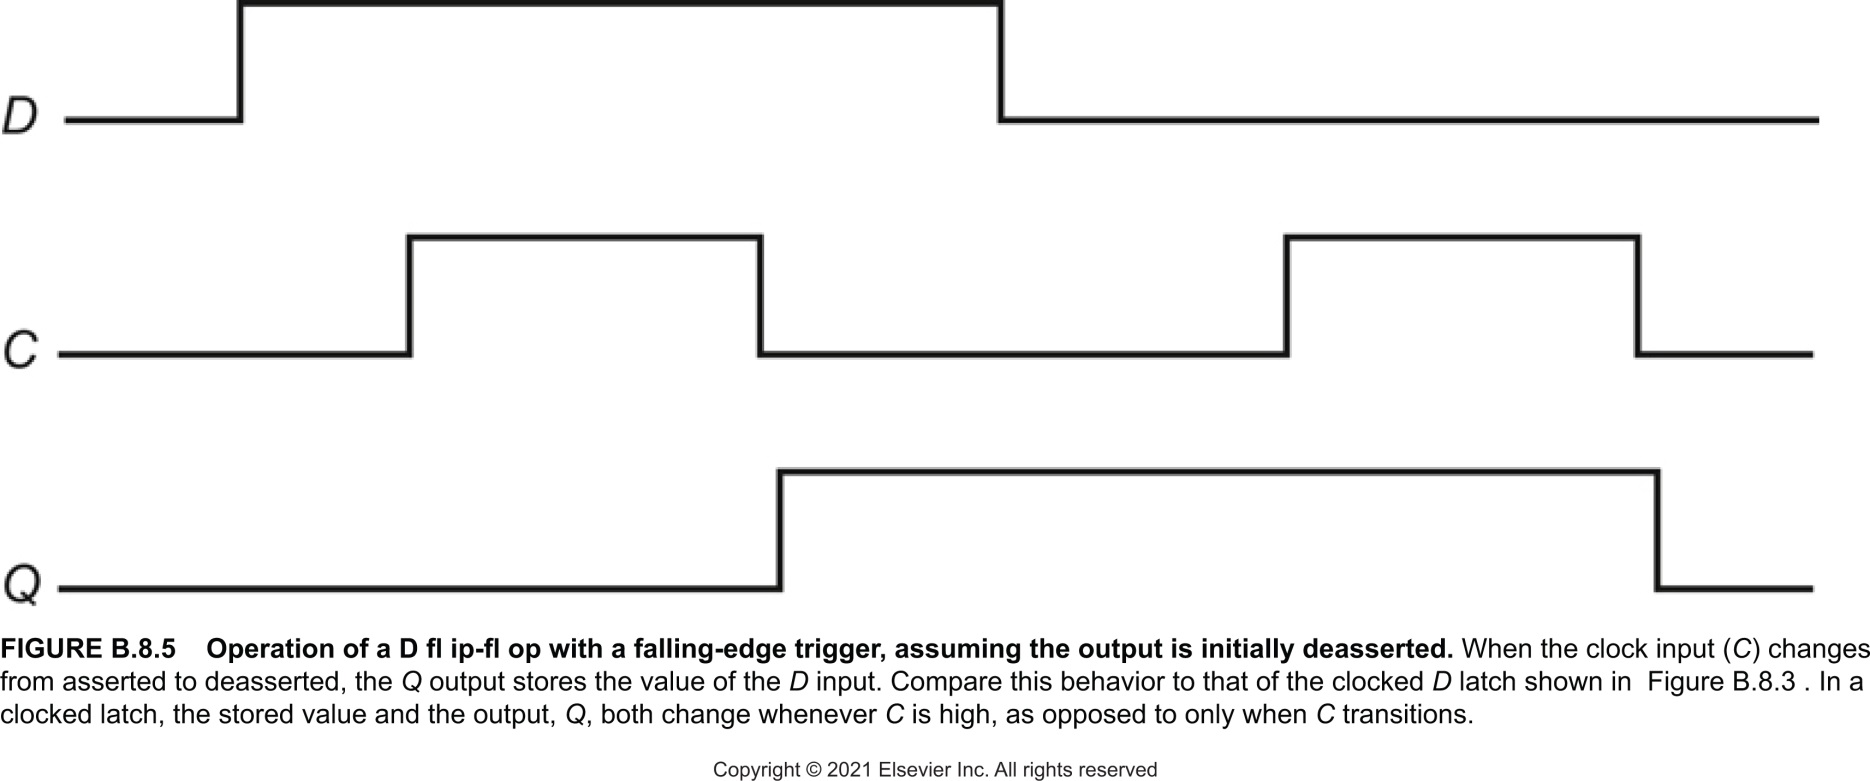 D
C
Q
FIGURE B.8.5 Operation of a D fl ip-fl op with a falling-edge trigger, assuming the output is initially deasserted. When the clock input (C) changes
from asserted to deasserted, the Q output stores the value of the D input. Compare this behavior to that of the clocked D latch shown in Figure B.8.3 . In a
clocked latch, the stored value and the output, Q, both change whenever C is high, as opposed to only when C transitions.
Copyright © 2021 Elsevier Inc. All rights reserved